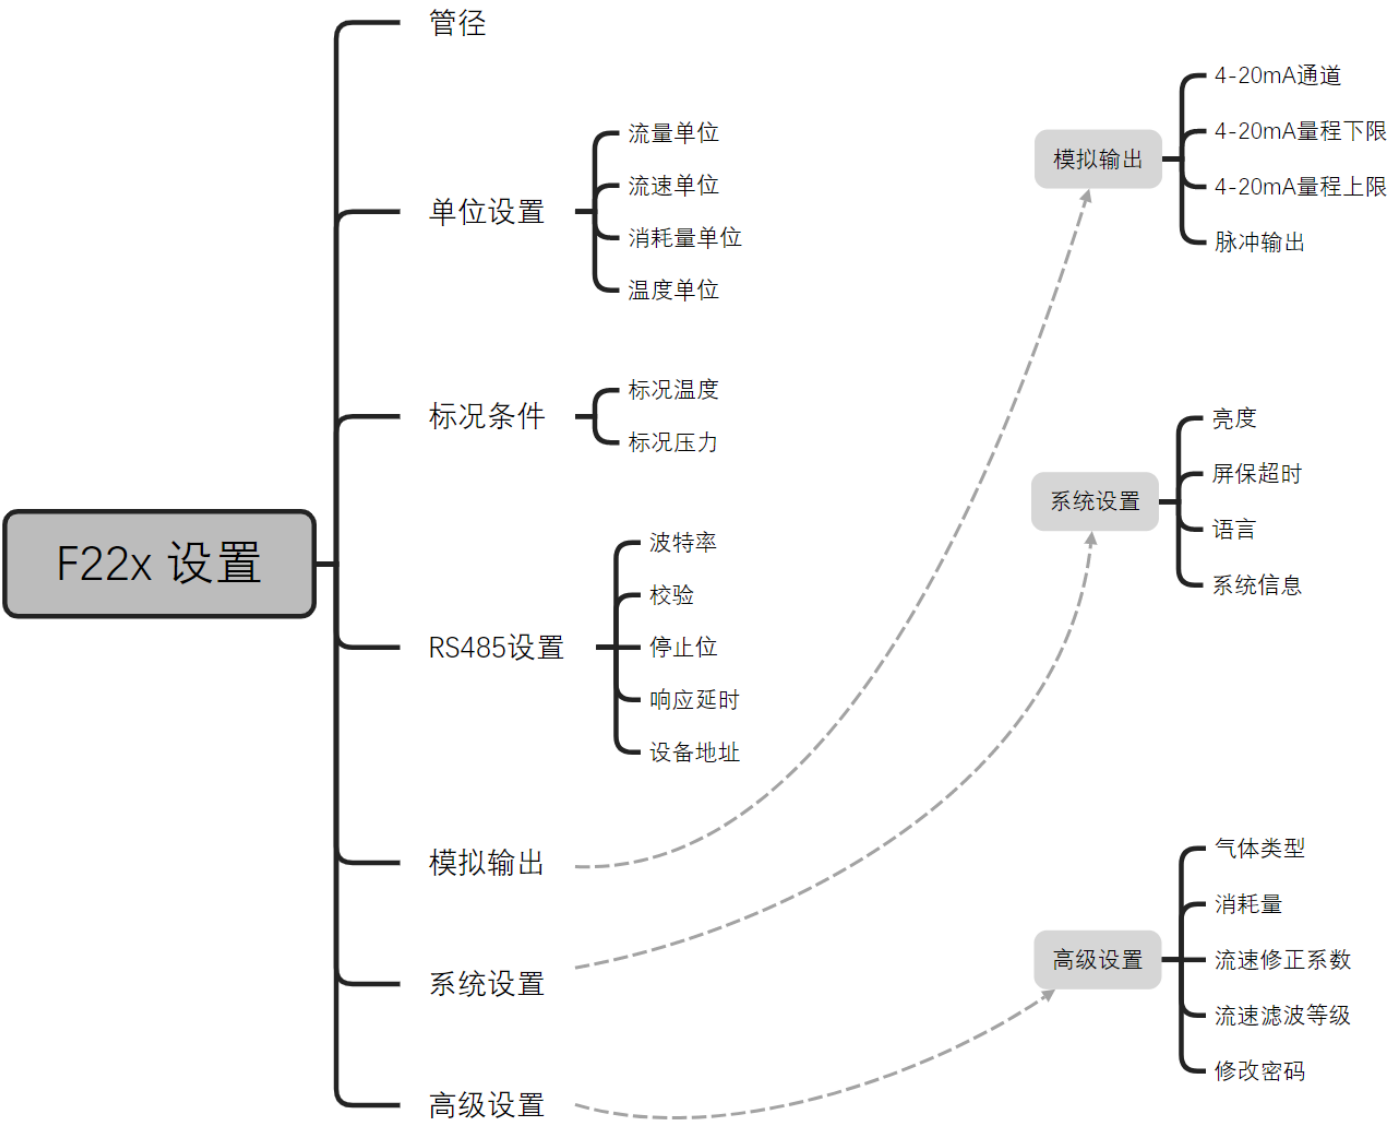 F22x 设置
管径
单位设置
流量单位
流速单位
消耗量单位
温度单位
标况条件
标况温度
标况压力
RS485设置
波特率
校验
停止位
响应延时
设备地址
模拟输出
系统设置
高级设置
模拟输出
4-20mA通道
4-20mA量程下限
4-20mA量程上限
脉冲输出
系统设置
亮度
屏保超时
语言
系统信息
高级设置
气体类型
消耗量
流速修正系数
流速滤波等级
修改密码